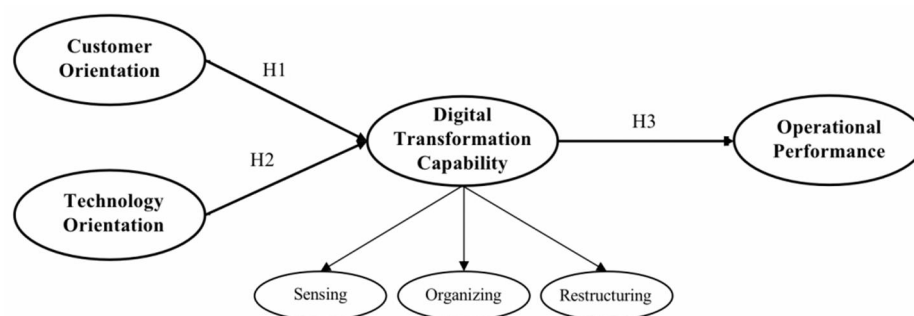 Customer
Orientation
H1
Technology
Orientation
H2
Digital
Transformation
Capability
H3
Operational
Performance
Sensing
Organizing
Restructuring